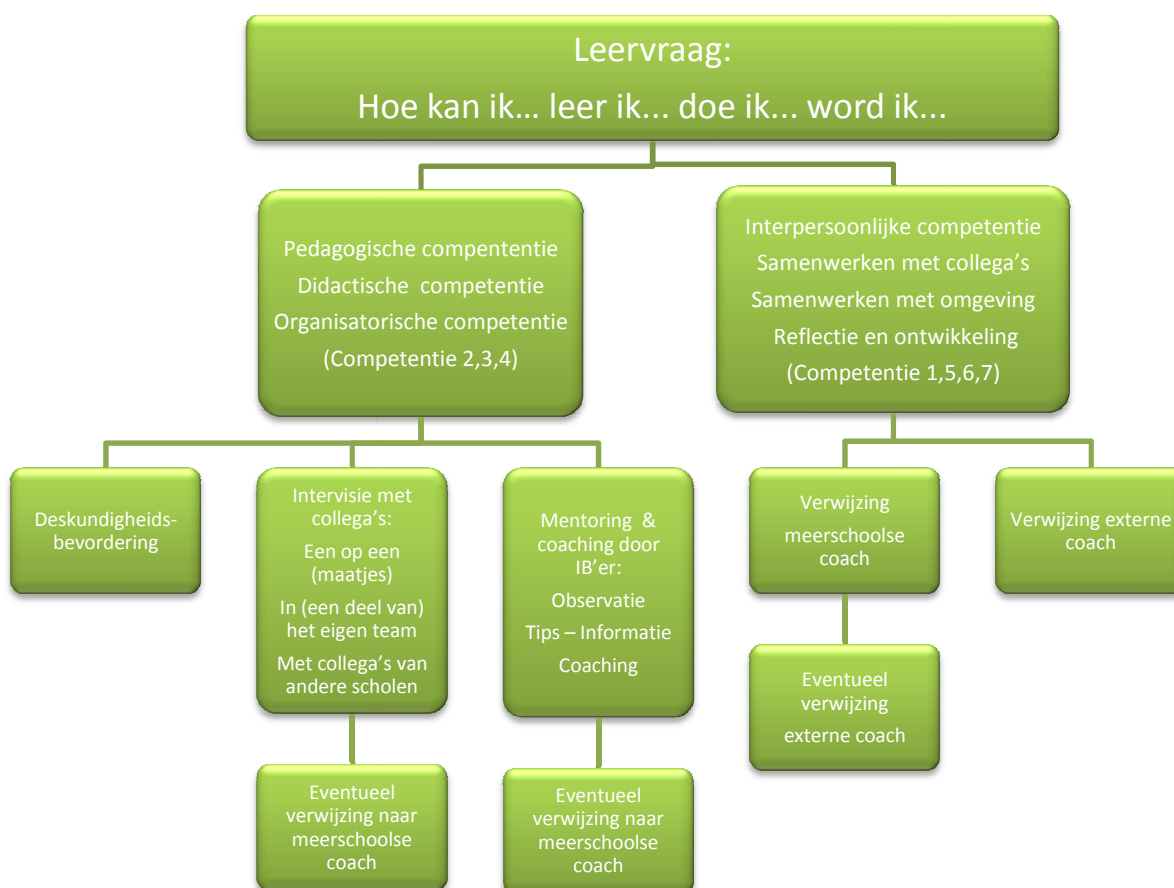 Leervraag:
Hoe kan ik... leer ik... doe ik... word ik...
Pedagogische compententie
Didactische competentie
Organisatorische competentie
(Competentie 2,3,4)
Interpersoonlijke competentie
Samenwerken met collega's
Samenwerken met omgeving
Reflectie en ontwikkeling
(Competentie 1,5,6,7)
Deskundigheids-
bevordering
Intervisie met
collega's:
Een op een
(maatjes)
In (een deel van)
het eigen team
Met collega's van
andere scholen
Mentoring &
coaching door
IB'er:
Observatie
Tips – Informatie
Coaching
Verwijzing
meerschoolse
coach
Verwijzing externe
coach
Eventueel
verwijzing
externe coach
Eventueel
verwijzing naar
meerschoolse
coach
Eventueel
verwijzing naar
meerschoolse
coach